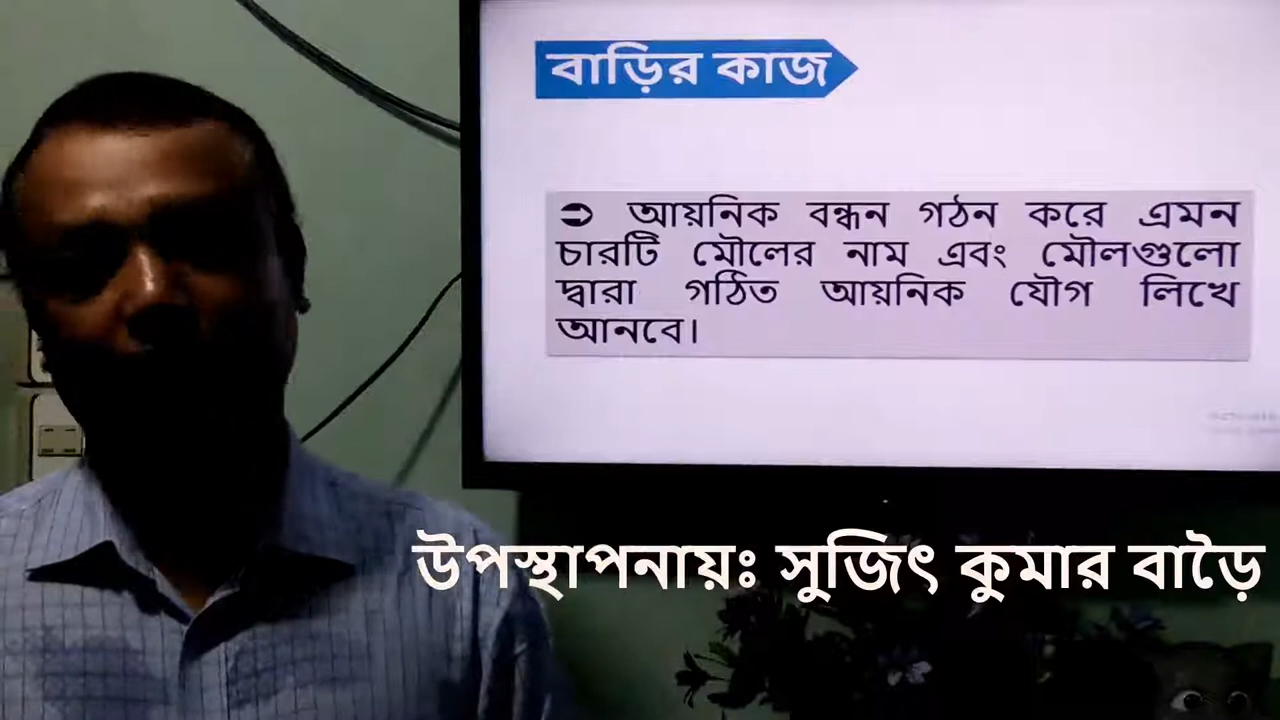 বাড়ির কাজ
➲ আয়নিক বন্ধন গঠন করে এমন
চারটি মৌলের নাম এবং মৌলগুলো
দ্বারা গঠিত আয়নিক যৌগ লিখে
আনবে।
উপস্থাপনায়ঃ সুজিৎ কুমার বাড়ৈ